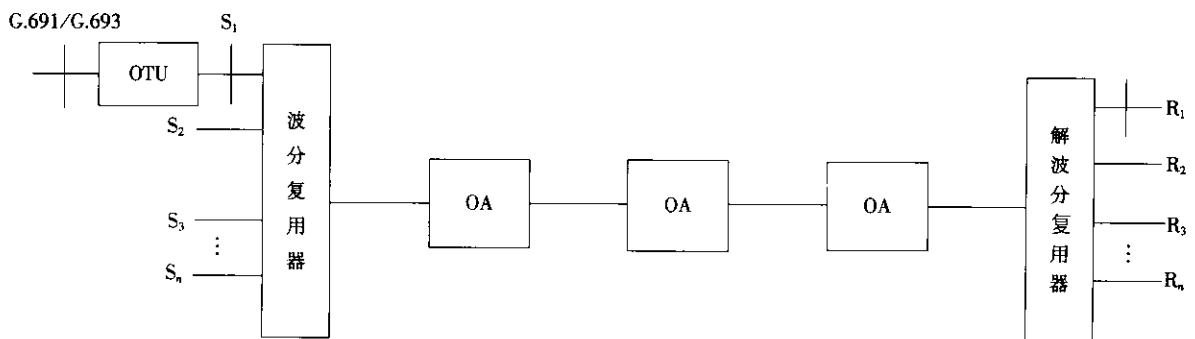 G.691/G.693
S₁
OTU
S₂
S₃
⋮
Sₙ
波分复用器
OA
OA
OA
解波分复用器
R₁
R₂
R₃
⋮
Rₙ